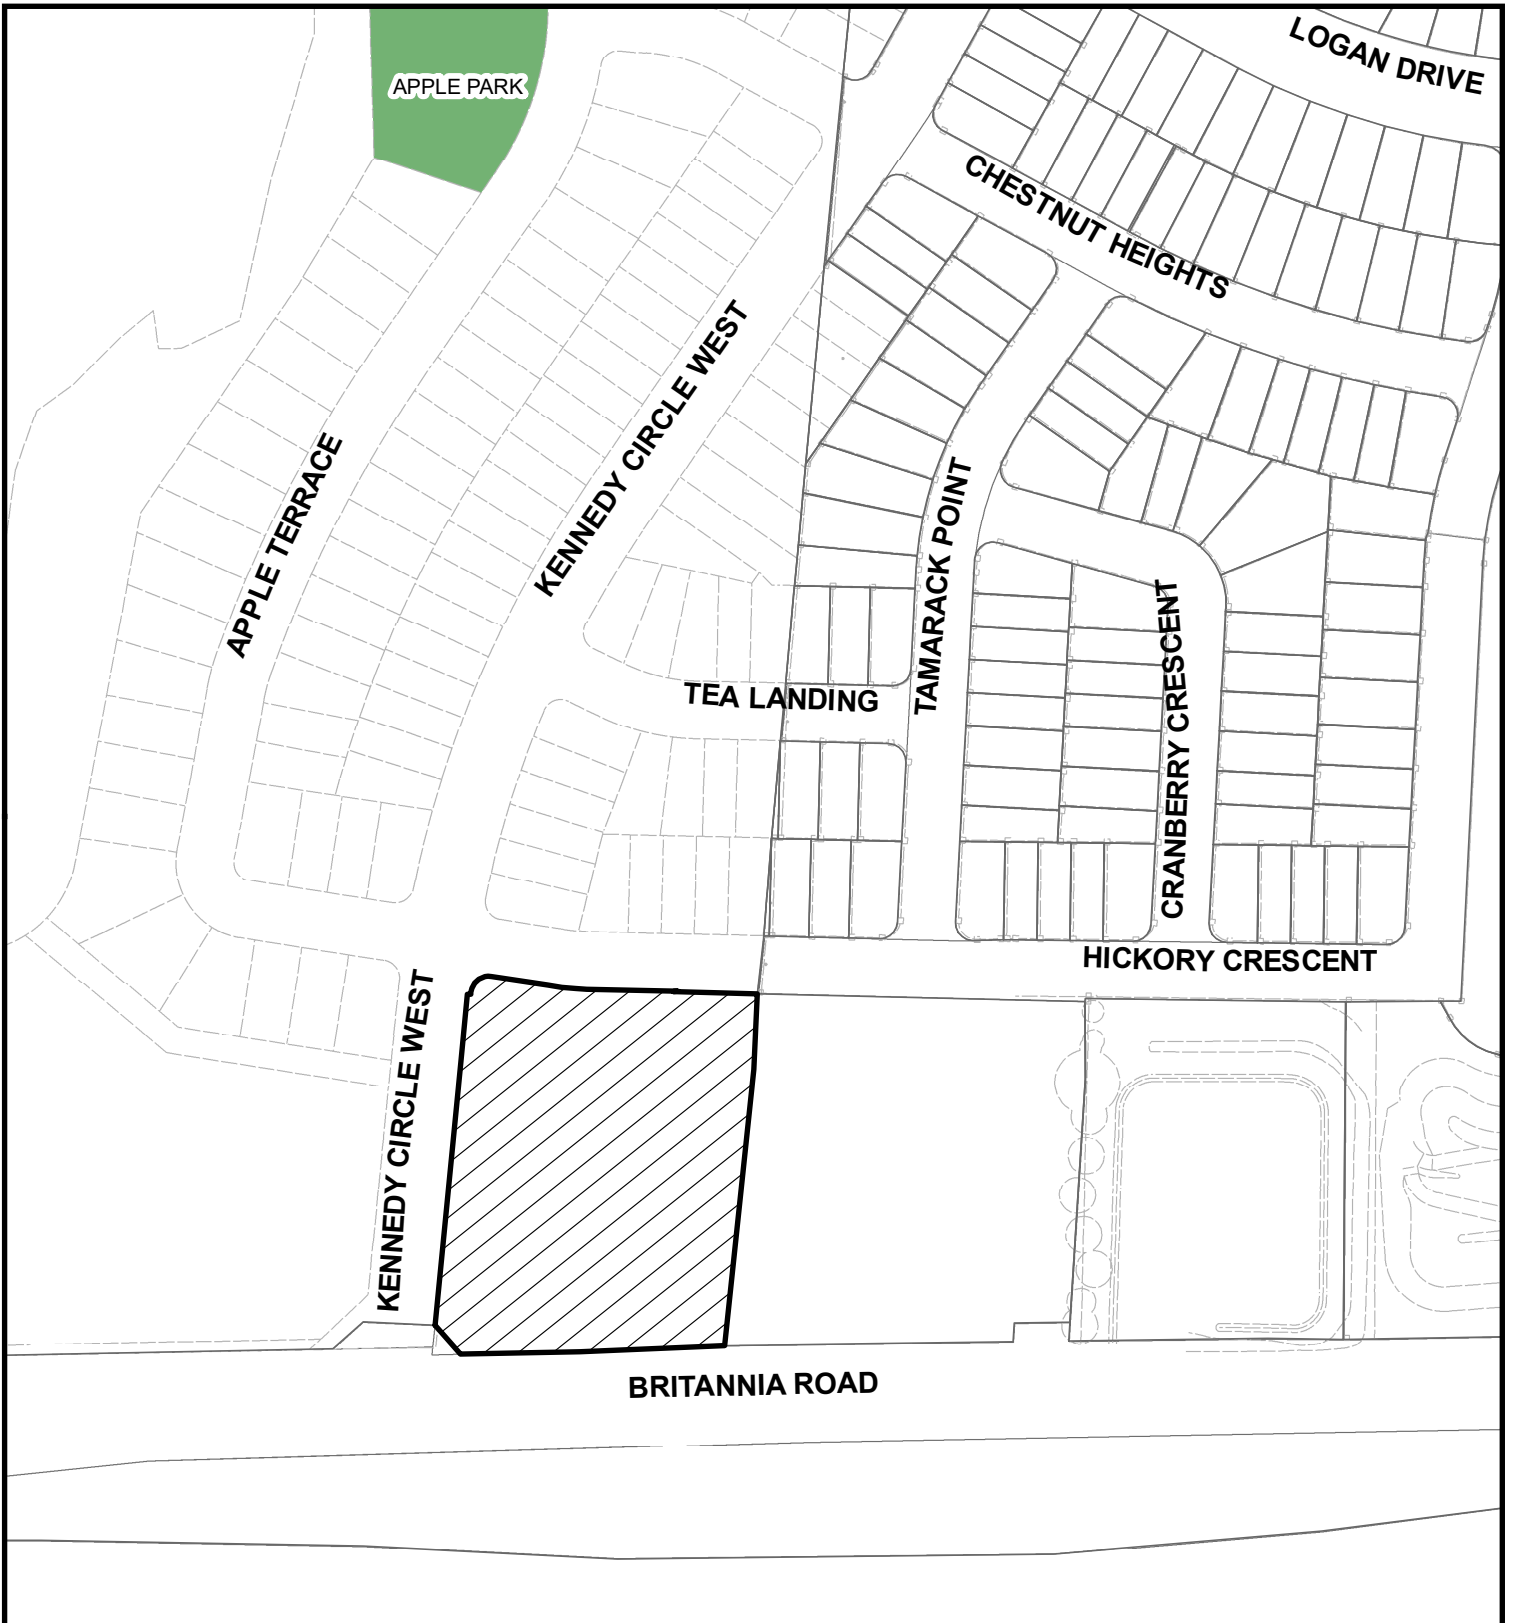 LOGAN DRIVE
APPLE PARK
CHESTNUT HEIGHTS
KENNEDY CIRCLE WEST
APPLE TERRACE
TAMARACK POINT
CRANBERRY CRESCENT
TEA LANDING
HICKORY CRESCENT
KENNEDY CIRCLE WEST
BRITANNIA ROAD